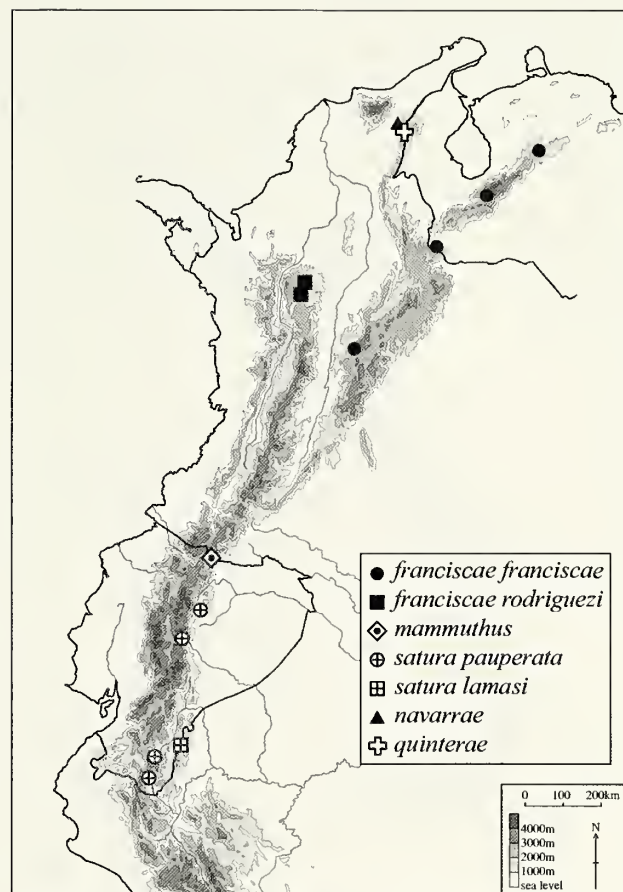 franciscae franciscae
franciscae rodriguezi
mammuthus
satura pauperata
satura lamasi
navarrae
quinterae
0 100 200km
4000m
3000m
2000m
1000m
sea level
N